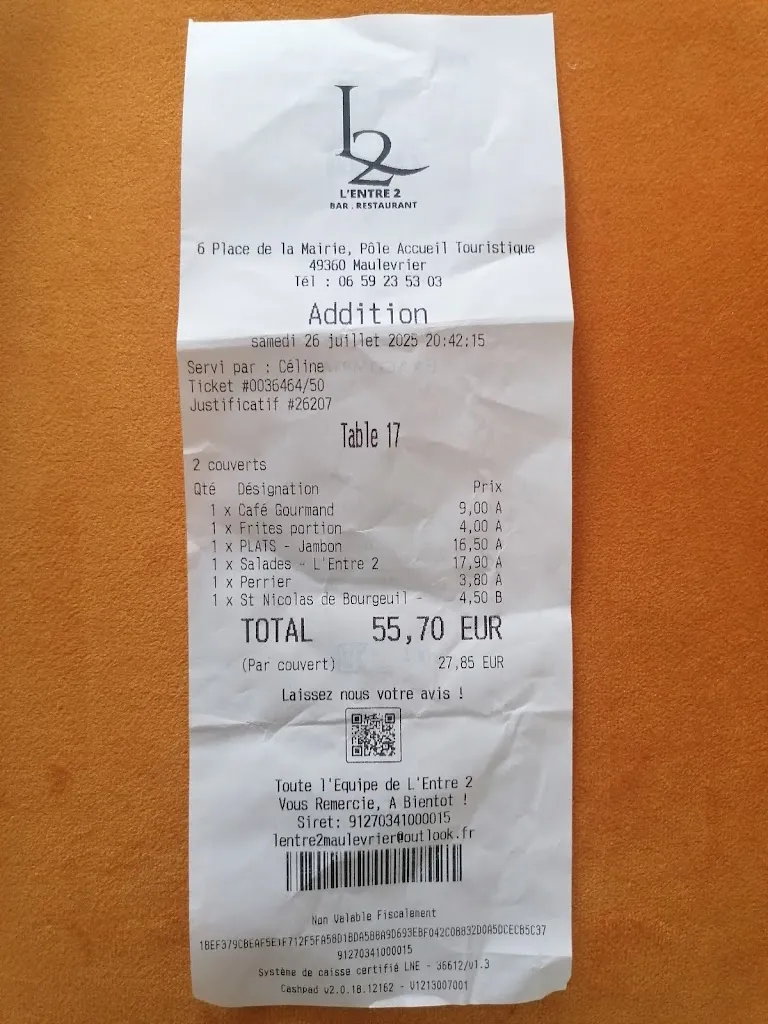 L2
L'ENTRE 2
BAR . RESTAURANT
6 Place de la Mairie, Pôle Accueil Touristique
49360 Maulevrier
Tél : 06 59 23 53 03
Addition
samedi 26 juillet 2025 20:42:15
Servi par : Céline
Ticket #0036464/50
Justificatif #26207
Table 17
2 couverts
Qté Désignation Prix
1 x Café Gourmand 9,00 A
1 x Frites portion 4,00 A
1 x PLATS - Jambon 16,50 A
1 x Salades - L'Entre 2 17,90 A
1 x Perrier 3,80 A
1 x St Nicolas de Bourgeuil - 4,50 B
TOTAL 55,70 EUR
(Par couvert) 27,85 EUR
Laissez nous votre avis !
Toute l'Equipe de L'Entre 2
Vous Remercie, A Bientot !
Siret: 91270341000015
lentre2maulevrier@outlook.fr
Non Valable Fiscalement
91270341000015
Système de caisse certifié LNE - 36612/v1.3
Cashpad v2.0.18.12162 - V1213007001